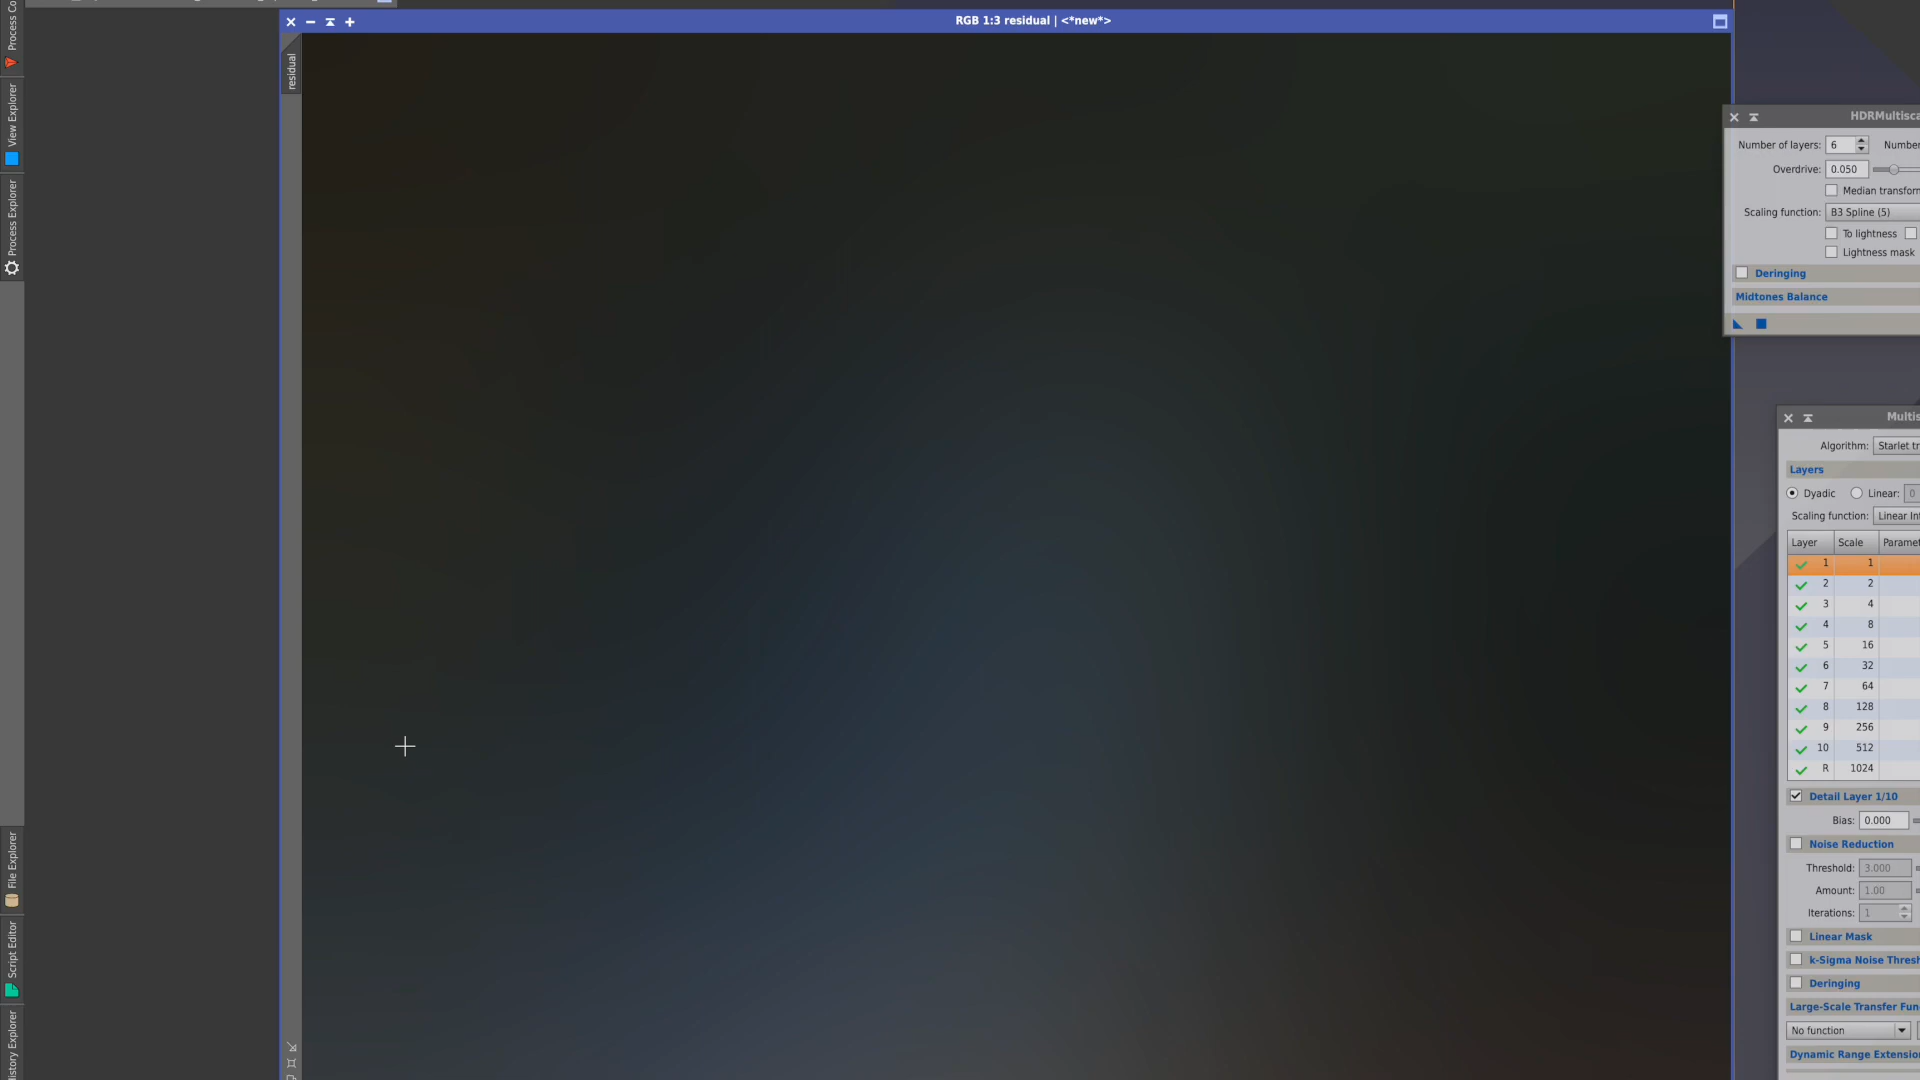 RGB 1:3 residual | <*new*>
residual
Process Co
View Explorer
Process Explorer
File Explorer
Script Editor
History Explorer
HDRMultisca
Number of layers: 6 Number
Overdrive: 0.050
Median transform
Scaling function: B3 Spline (5)
To lightness
Lightness mask
Deringing
Midtones Balance
Multis
Algorithm: Starlet tr
Layers
Dyadic Linear: 0
Scaling function: Linear Int
Layer Scale Paramet
1 1
2 2
3 4
4 8
5 16
6 32
7 64
8 128
9 256
10 512
R 1024
Detail Layer 1/10
Bias: 0.000
Noise Reduction
Threshold: 3.000
Amount: 1.00
Iterations: 1
Linear Mask
k-Sigma Noise Thresh
Deringing
Large-Scale Transfer Fun
No function
Dynamic Range Extensio